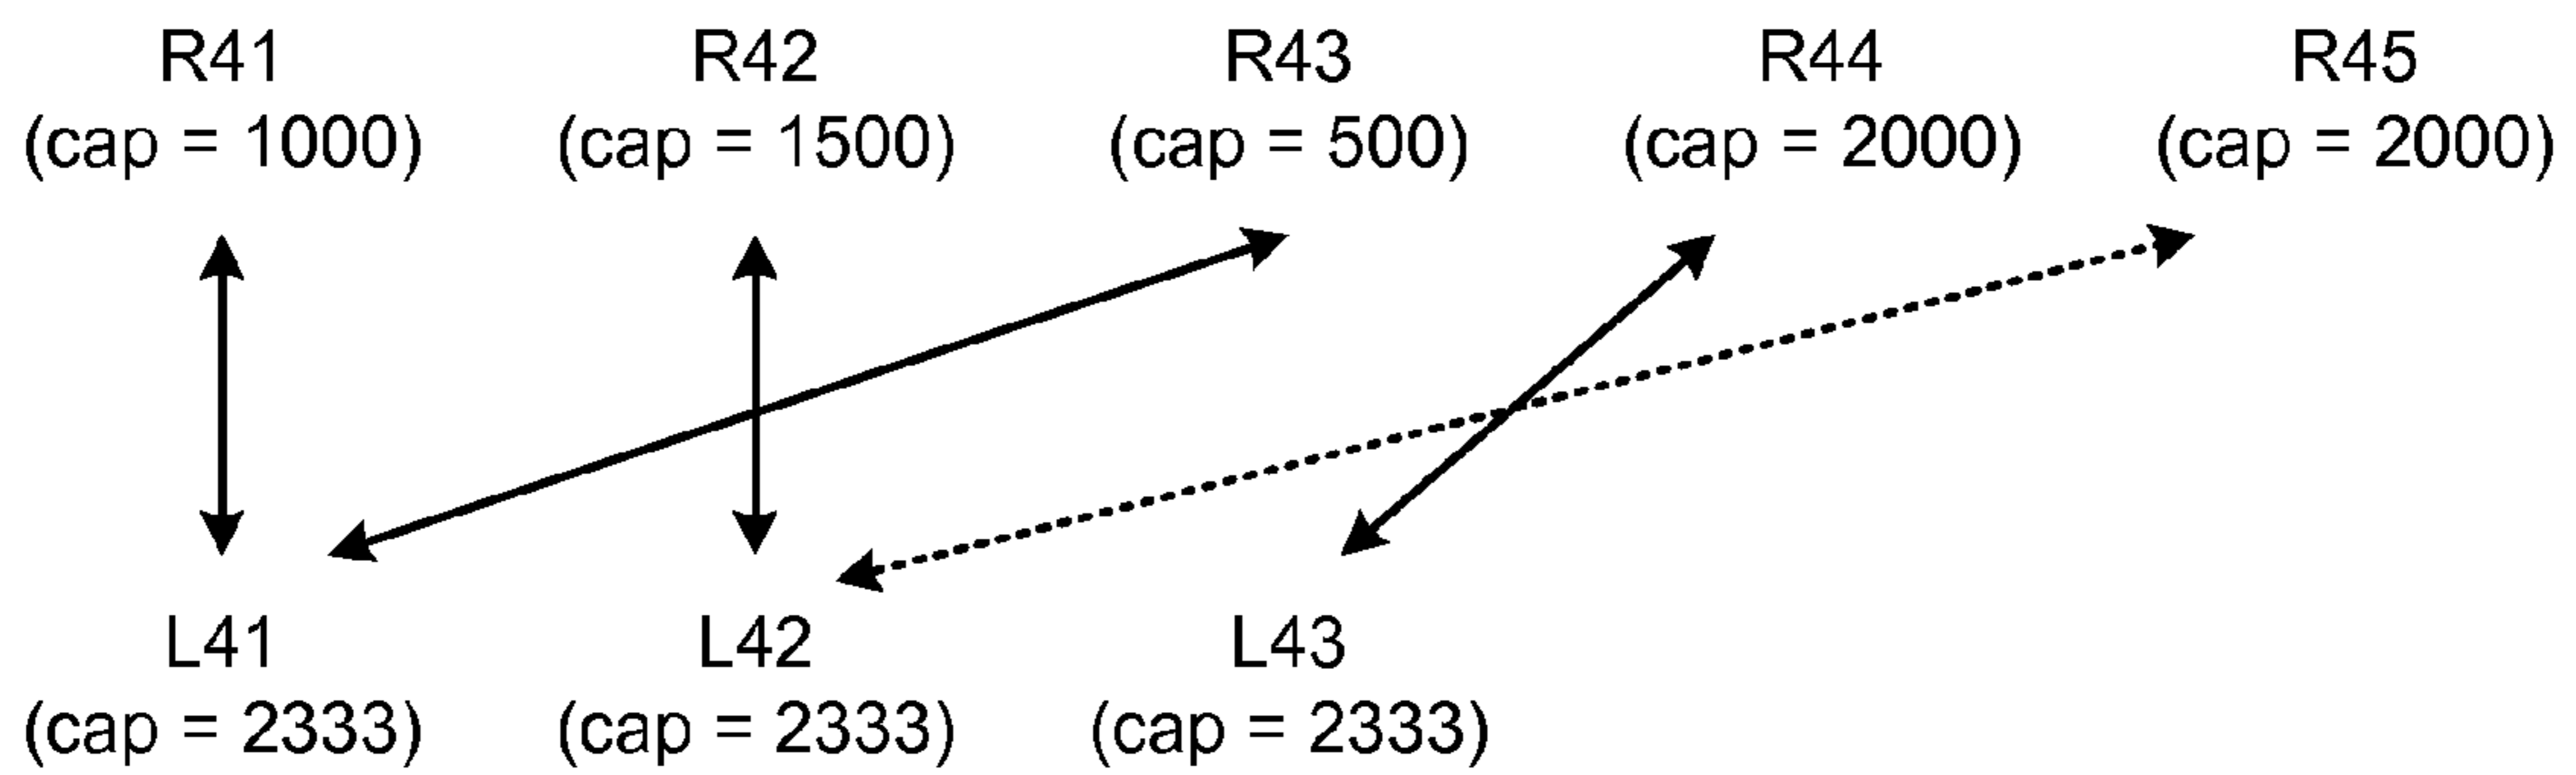 R41 R42 R43 R44 R45
(cap = 1000) (cap = 1500) (cap = 500) (cap = 2000) (cap = 2000)
L41 L42 L43
(cap = 2333) (cap = 2333) (cap = 2333)